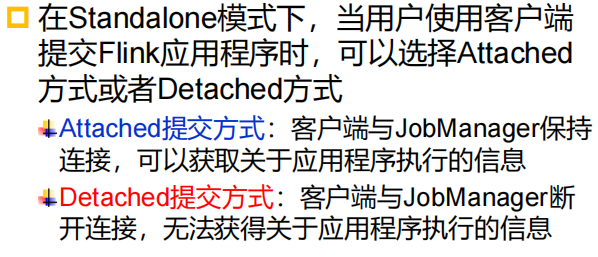 在Standalone模式下，当用户使用客户端
提交Flink应用程序时，可以选择Attached
方式或者Detached方式
Attached提交方式：客户端与JobManager保持
连接，可以获取关于应用程序执行的信息
Detached提交方式：客户端与JobManager断
开连接，无法获得关于应用程序执行的信息